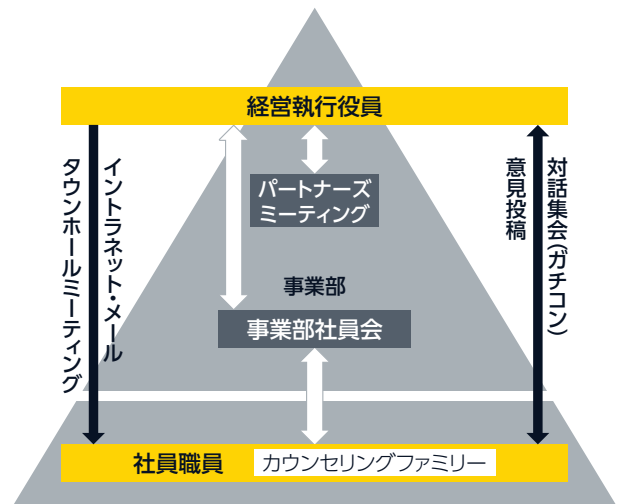 経営執行役員
イントラネット・メール
タウンホールミーティング
パートナーズ
ミーティング
対話集会(ガチコン)
意見投稿
事業部
事業部社員会
社員職員
カウンセリングファミリー